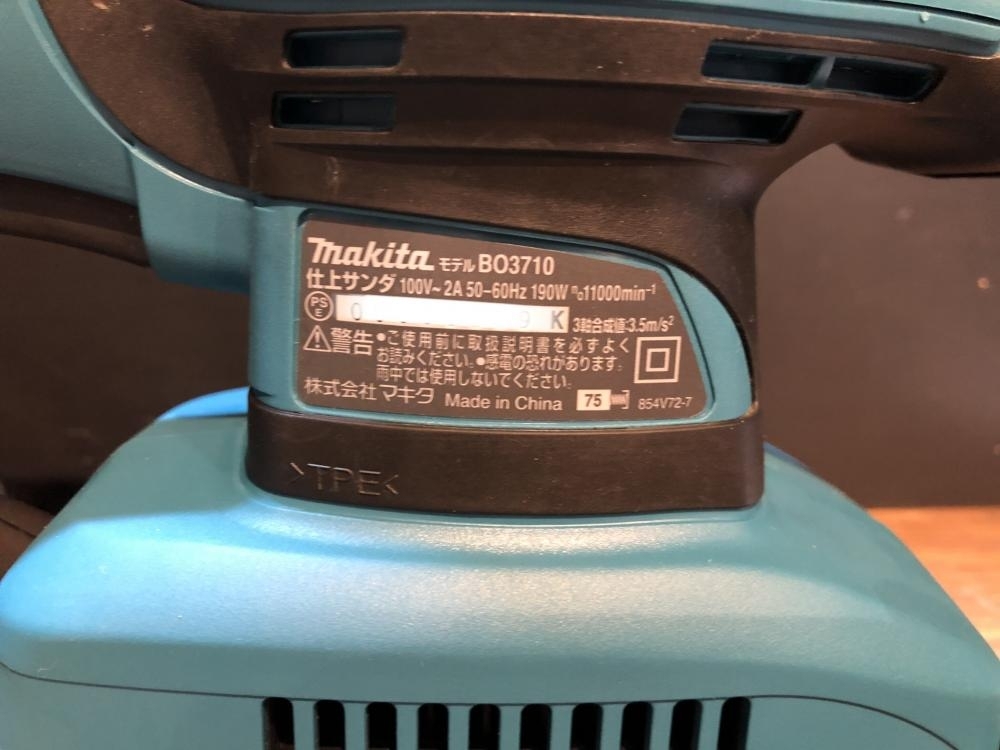 makita モデル BO3710
仕上サンダ 100V~2A 50-60Hz 190W n₀11000min⁻¹
PS E K 3軸合成値:3.5m/s²
警告 ●ご使用前に取扱説明書を必ずよく
お読みください。●感電の恐れがあります。
雨中では使用しないでください。
株式会社 マキタ Made in China 75 854V72-7
>TPE<